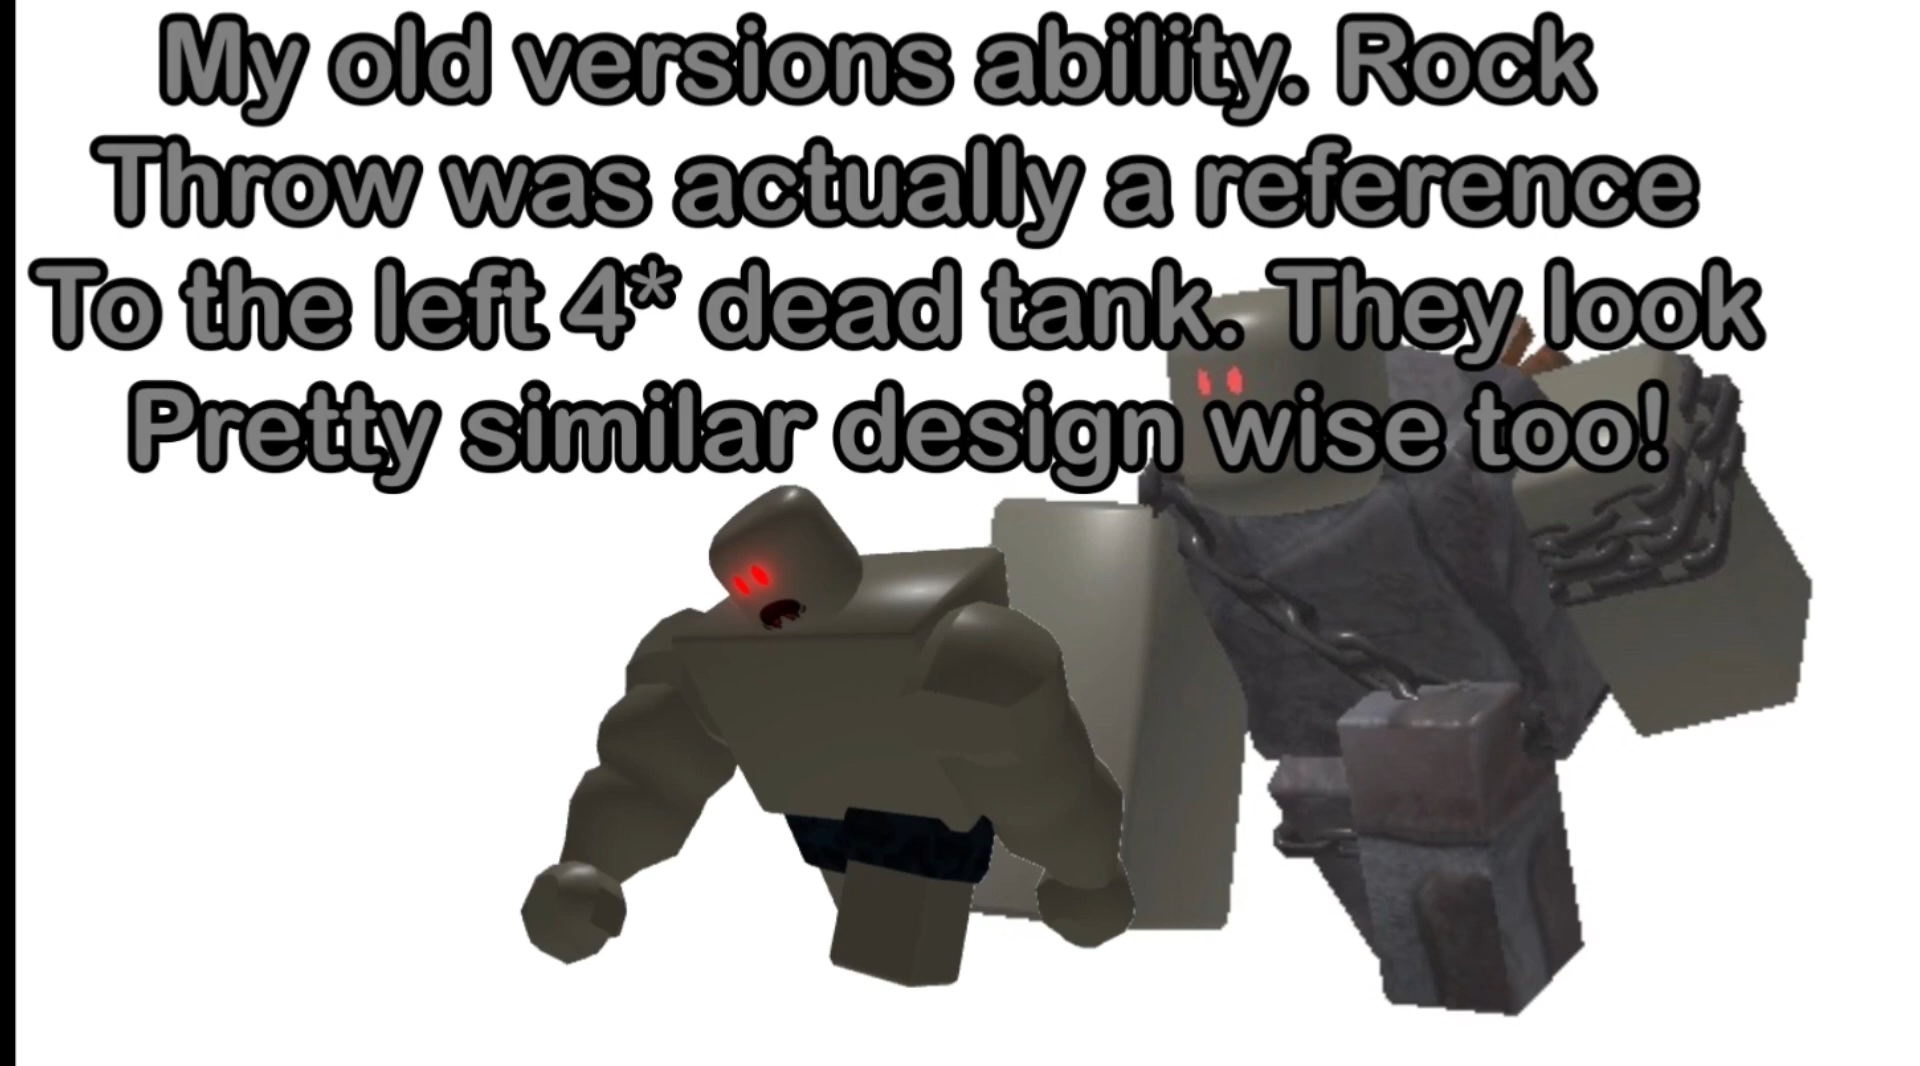 My old versions ability. Rock
Throw was actually a reference
To the left 4* dead tank. They look
Pretty similar design wise too!